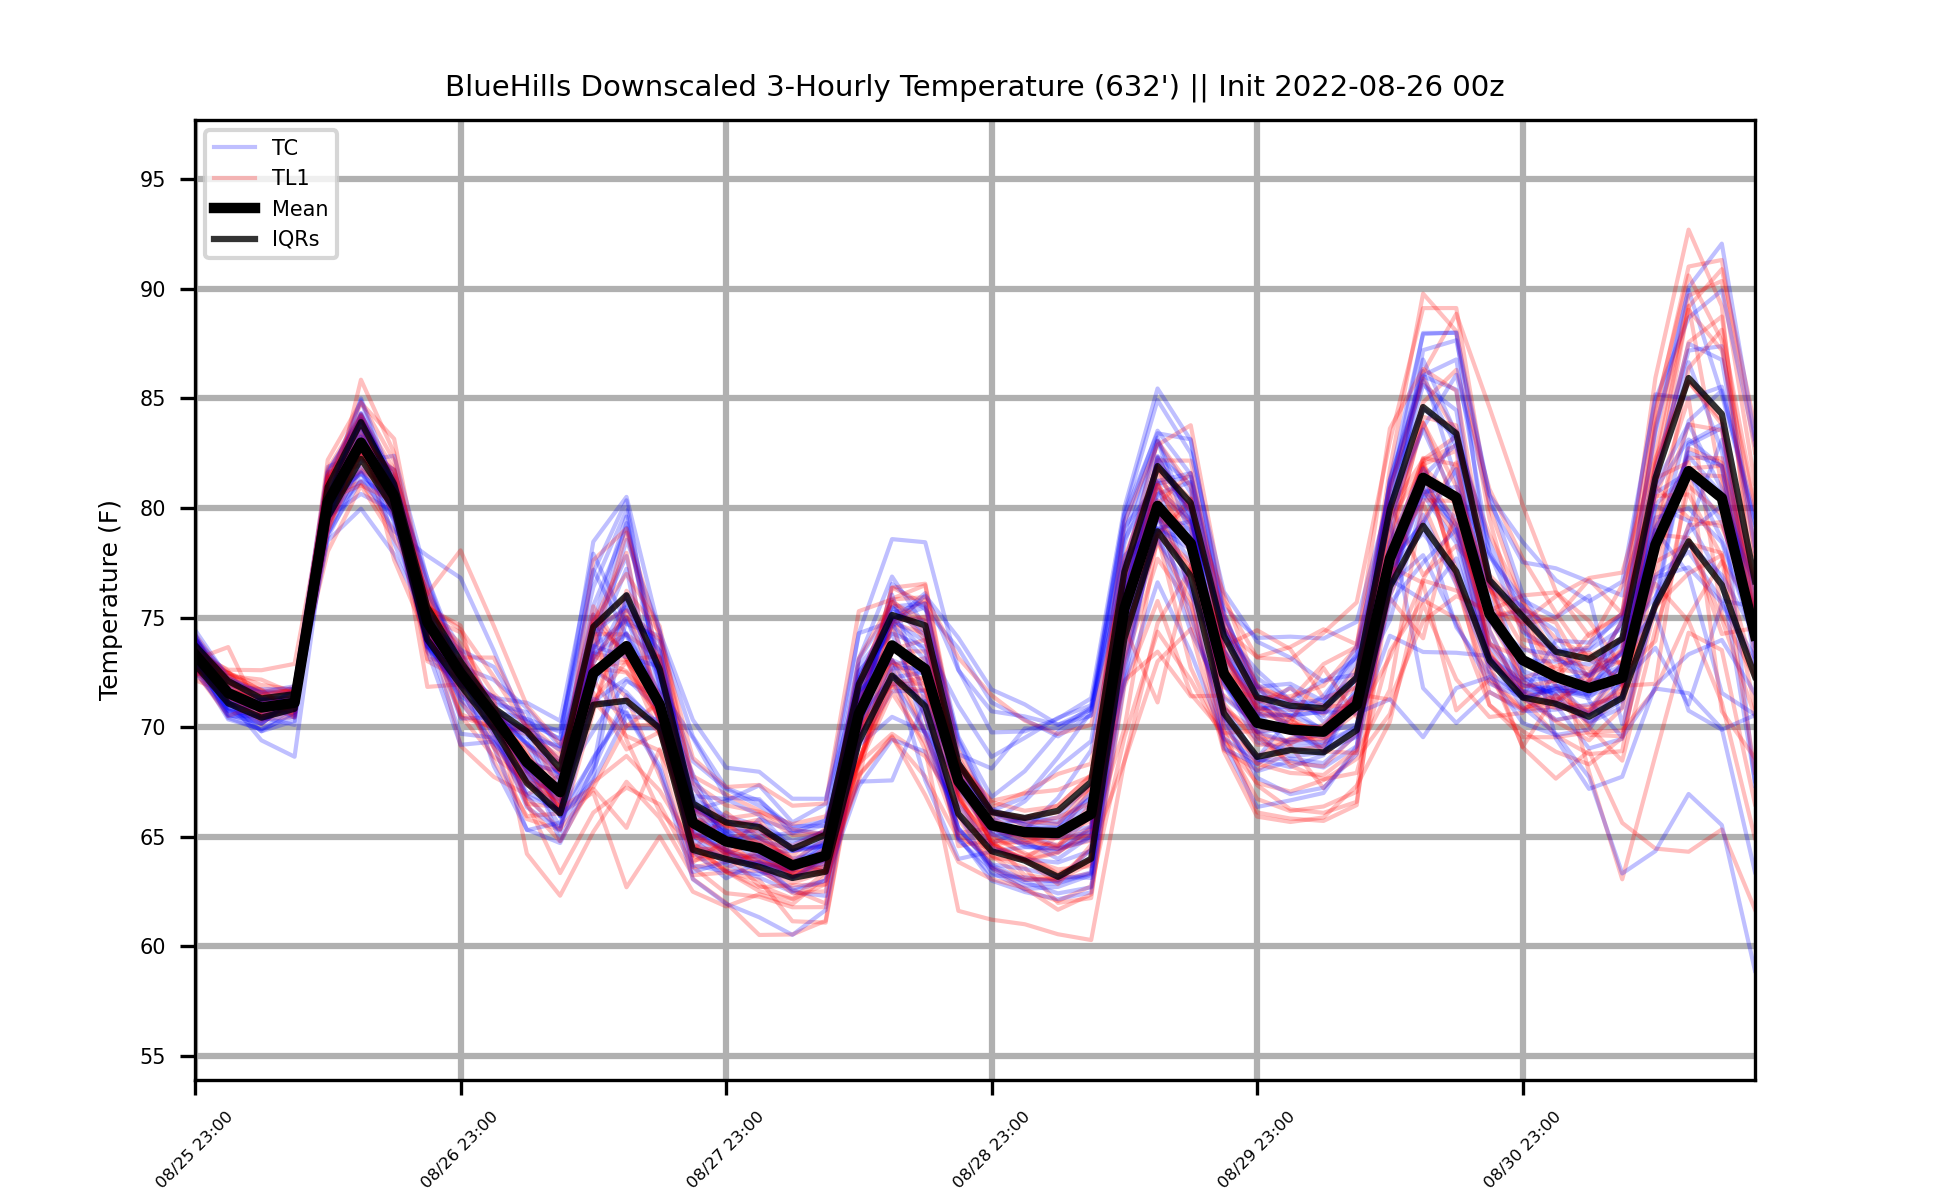 BlueHills Downscaled 3-Hourly Temperature (632') || Init 2022-08-26 00z
TC
TL1
Mean
IQRs
Temperature (F)
95
90
85
80
75
70
65
60
55
08/25 23:00
08/26 23:00
08/27 23:00
08/28 23:00
08/29 23:00
08/30 23:00